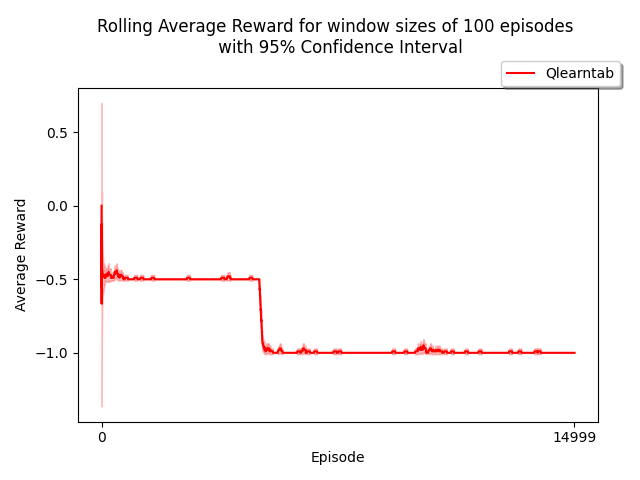 Rolling Average Reward for window sizes of 100 episodes
with 95% Confidence Interval
Qlearntab
Average Reward
0.5
0.0
−0.5
−1.0
0
14999
Episode